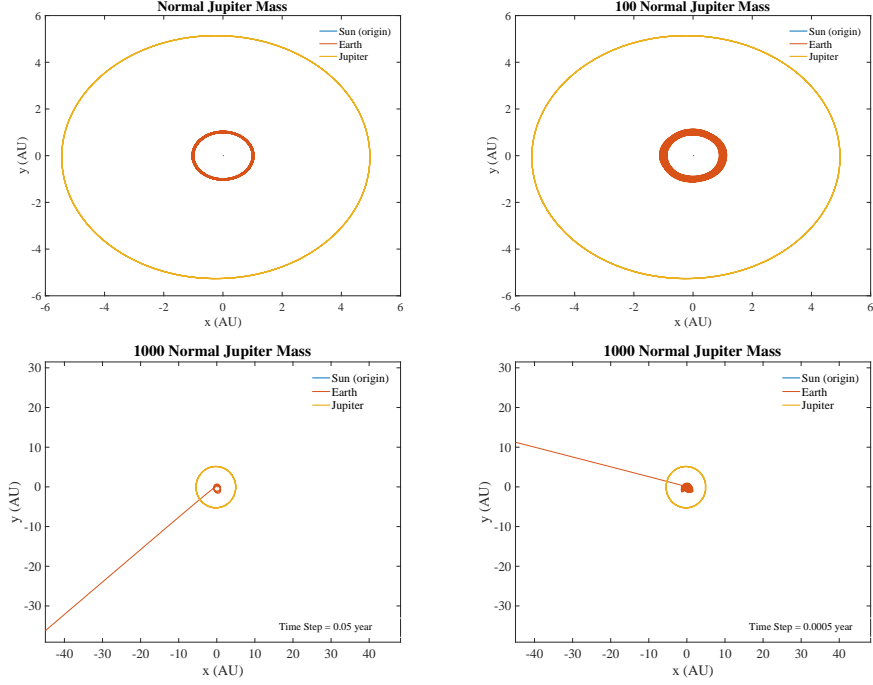 Normal Jupiter Mass
Sun (origin)
Earth
Jupiter
6
4
2
0
-2
-4
-6
y (AU)
-6 -4 -2 0 2 4 6
x (AU)
100 Normal Jupiter Mass
Sun (origin)
Earth
Jupiter
6
4
2
0
-2
-4
-6
y (AU)
-6 -4 -2 0 2 4 6
x (AU)
1000 Normal Jupiter Mass
Sun (origin)
Earth
Jupiter
30
20
10
0
-10
-20
-30
y (AU)
Time Step = 0.05 year
-40 -30 -20 -10 0 10 20 30 40
x (AU)
1000 Normal Jupiter Mass
Sun (origin)
Earth
Jupiter
30
20
10
0
-10
-20
-30
y (AU)
Time Step = 0.0005 year
-40 -30 -20 -10 0 10 20 30 40
x (AU)